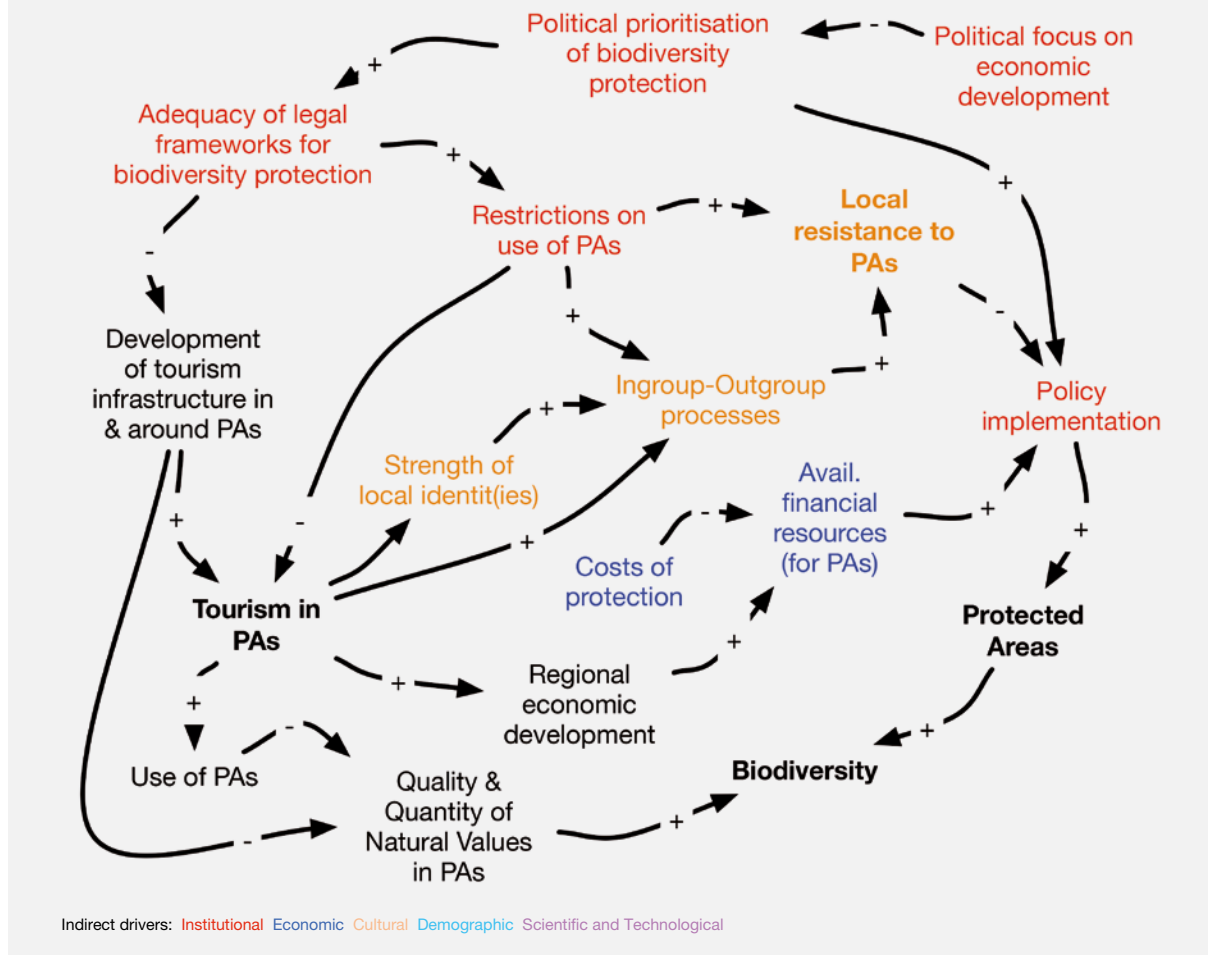 Political prioritisation
of biodiversity
protection
-
Political focus on
economic
development
+
Adequacy of legal
frameworks for
biodiversity protection
+
+
Restrictions on
use of PAs
+
Local
resistance to
PAs
-
-
+
Development
of tourism
infrastructure in
& around PAs
Ingroup-Outgroup
processes
+
Policy
implementation
+
Strength of
local identit(ies)
Avail.
financial
resources
(for PAs)
+
-
+
-
+
+
Costs of
protection
Tourism in
PAs
Protected
Areas
+
+
+
Regional
economic
development
-
+
Use of PAs
Biodiversity
Quality &
Quantity of
Natural Values
in PAs
-
+
Indirect drivers: Institutional Economic Cultural Demographic Scientific and Technological